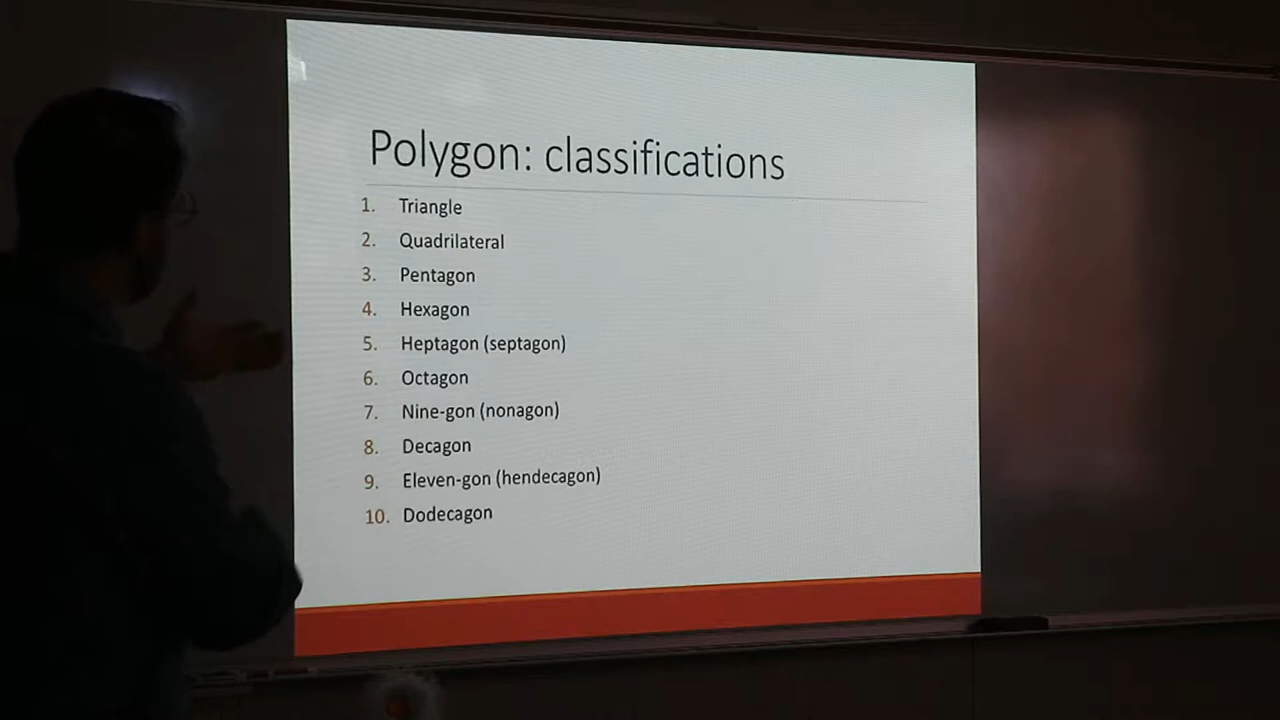 Polygon: classifications
1. Triangle
2. Quadrilateral
3. Pentagon
4. Hexagon
5. Heptagon (septagon)
6. Octagon
7. Nine-gon (nonagon)
8. Decagon
9. Eleven-gon (hendecagon)
10. Dodecagon